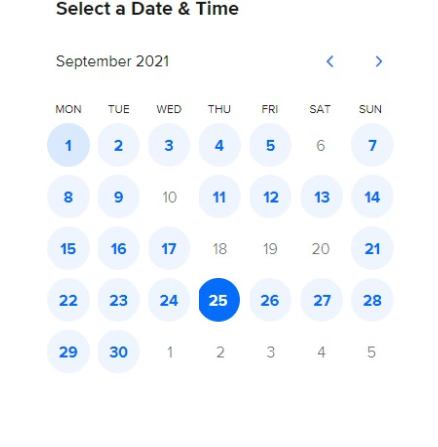 Select a Date & Time
September 2021
MON TUE WED THU FRI SAT SUN
1 2 3 4 5 6 7
8 9 10 11 12 13 14
15 16 17 18 19 20 21
22 23 24 25 26 27 28
29 30 1 2 3 4 5